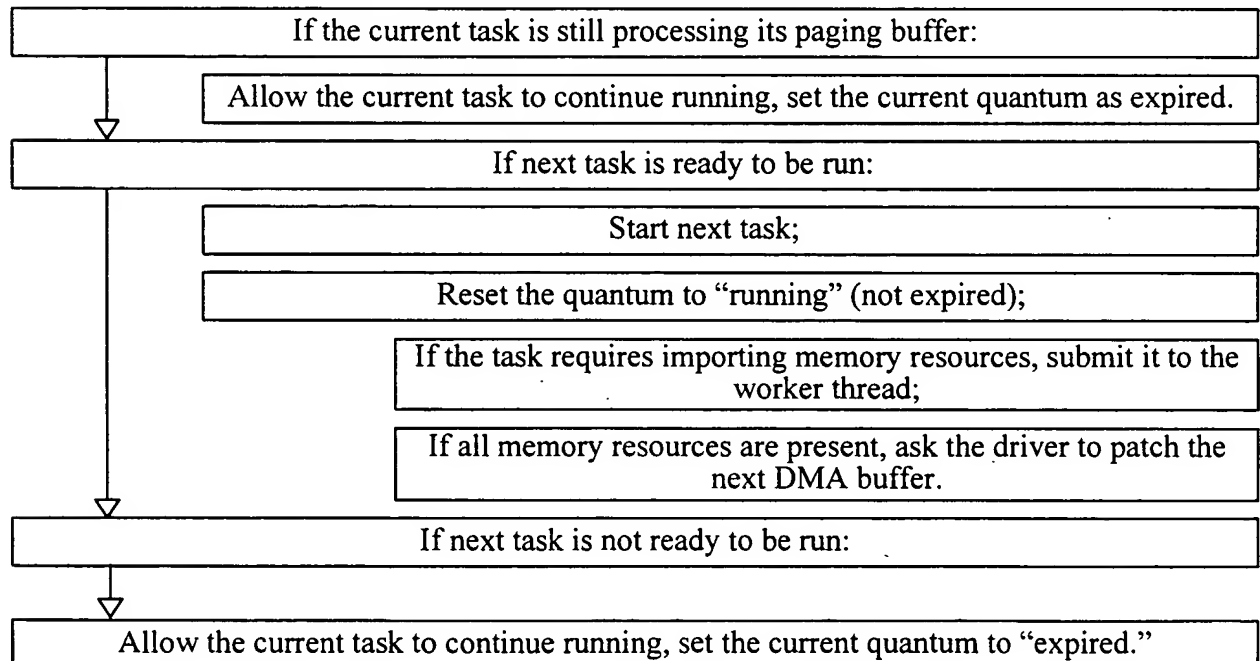 If the current task is still processing its paging buffer:
Allow the current task to continue running, set the current quantum as expired.
If next task is ready to be run:
Start next task;
Reset the quantum to “running” (not expired);
If the task requires importing memory resources, submit it to the
worker thread;
If all memory resources are present, ask the driver to patch the
next DMA buffer.
If next task is not ready to be run:
Allow the current task to continue running, set the current quantum to “expired.”